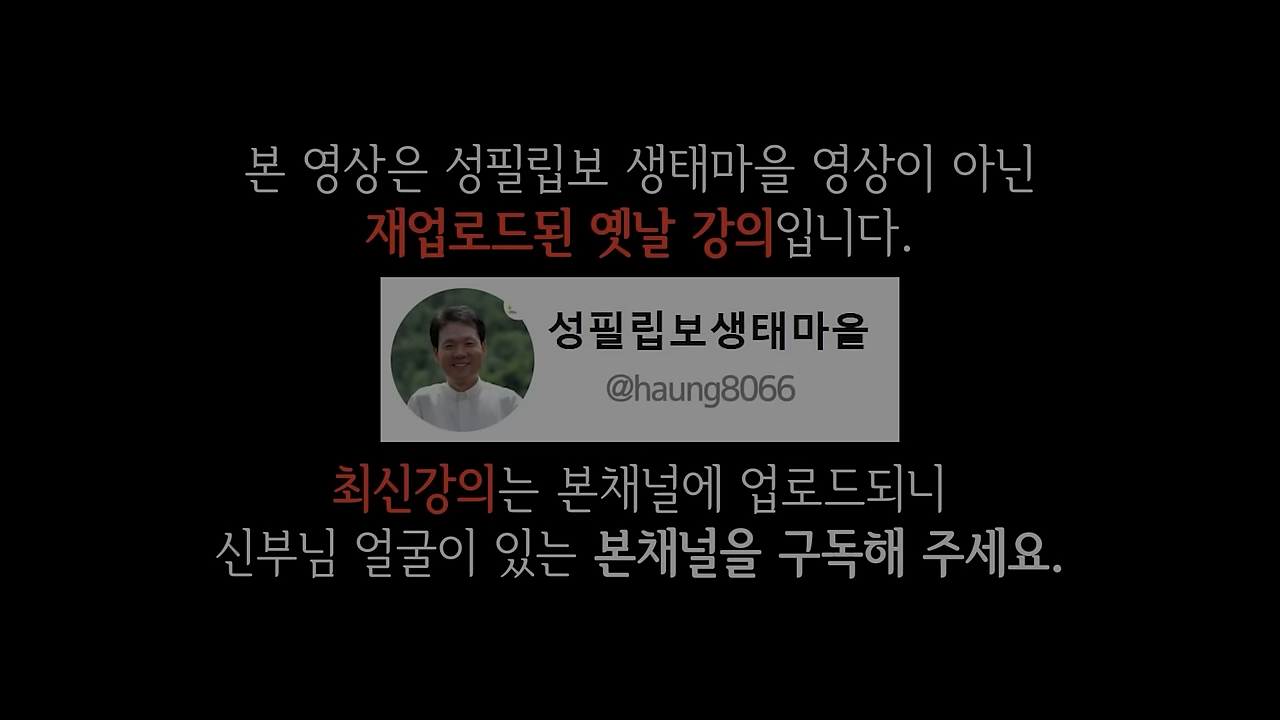 본 영상은 성필립보 생태마을 영상이 아닌
재업로드된 옛날 강의입니다.
성필립보생태마을
@haung8066
최신강의는 본채널에 업로드되니
신부님 얼굴이 있는 본채널을 구독해 주세요.